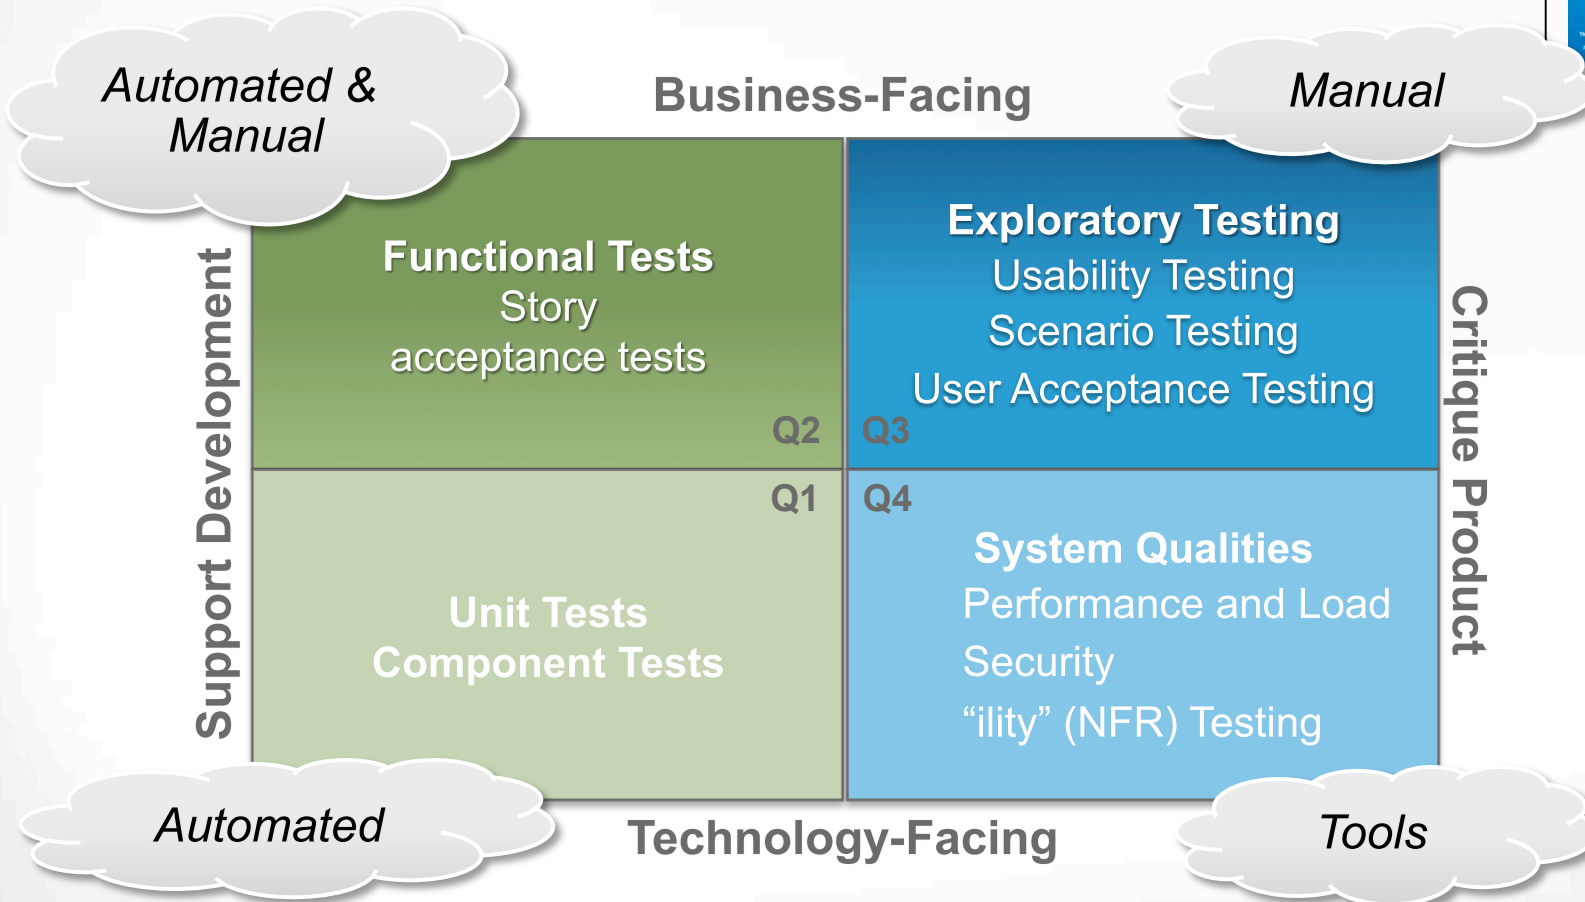 Automated &
Manual
Business-Facing
Manual
Support Development
Functional Tests
Story
acceptance tests
Q2
Exploratory Testing
Usability Testing
Scenario Testing
User Acceptance Testing
Q3
Critique Product
Q1
Unit Tests
Component Tests
Q4
System Qualities
Performance and Load
Security
“ility” (NFR) Testing
Automated
Technology-Facing
Tools